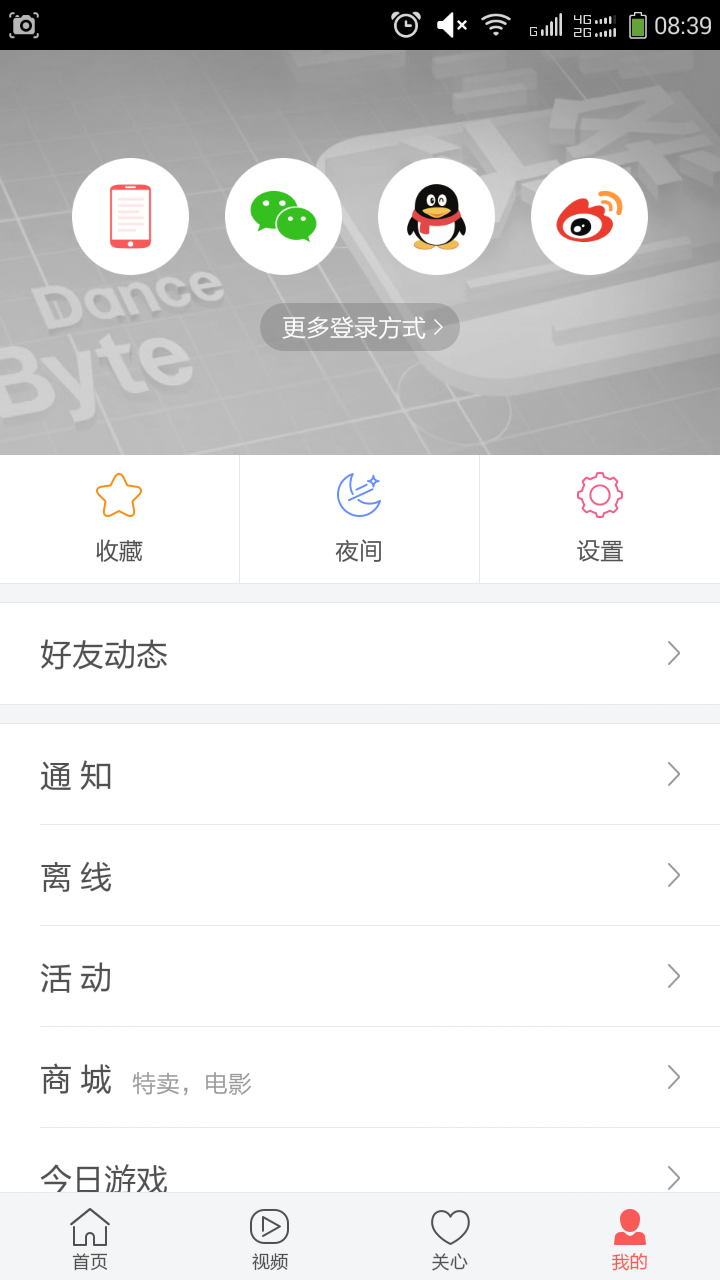 G 4G 2G 08:39
头条
Dance
Byte
更多登录方式
收藏 夜间 设置
好友动态
通 知
离 线
活 动
商 城 特卖，电影
今日游戏
首页 视频 关心 我的